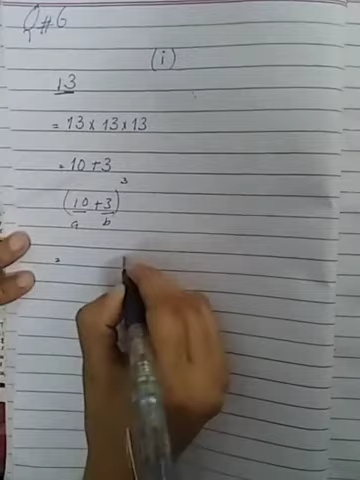 Q#6
(i)
13
= 13 x 13 x 13
= 10 + 3
(10 + 3)³
a b
=